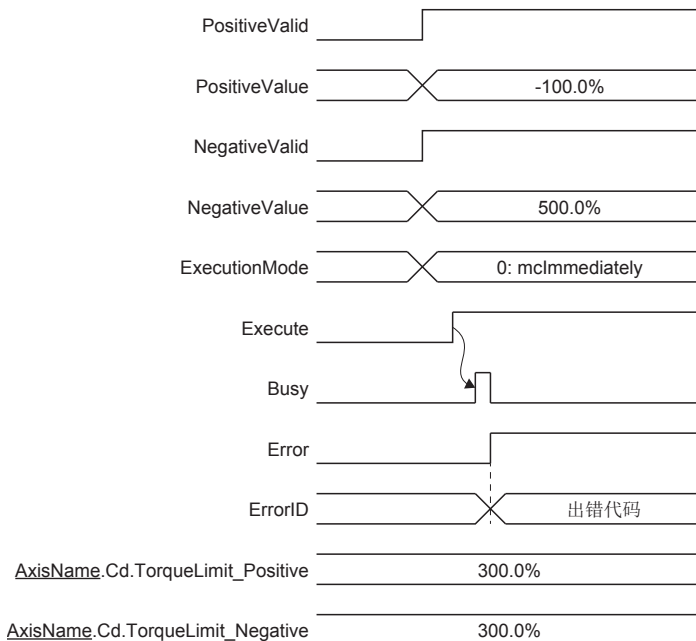 PositiveValid
PositiveValue -100.0%
NegativeValid
NegativeValue 500.0%
ExecutionMode 0: mcImmediately
Execute
Busy
Error
ErrorID 出错代码
AxisName.Cd.TorqueLimit_Positive 300.0%
AxisName.Cd.TorqueLimit_Negative 300.0%